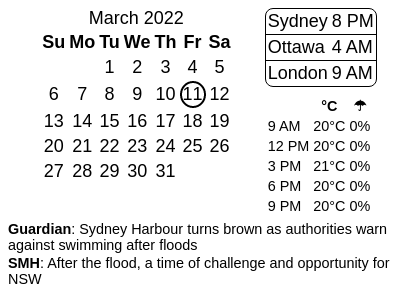 March 2022
Su Mo Tu We Th Fr Sa
1 2 3 4 5
6 7 8 9 10 11 12
13 14 15 16 17 18 19
20 21 22 23 24 25 26
27 28 29 30 31
Sydney 8 PM
Ottawa 4 AM
London 9 AM
°C ☂
9 AM 20°C 0%
12 PM 20°C 0%
3 PM 21°C 0%
6 PM 20°C 0%
9 PM 20°C 0%
Guardian: Sydney Harbour turns brown as authorities warn
against swimming after floods
SMH: After the flood, a time of challenge and opportunity for
NSW